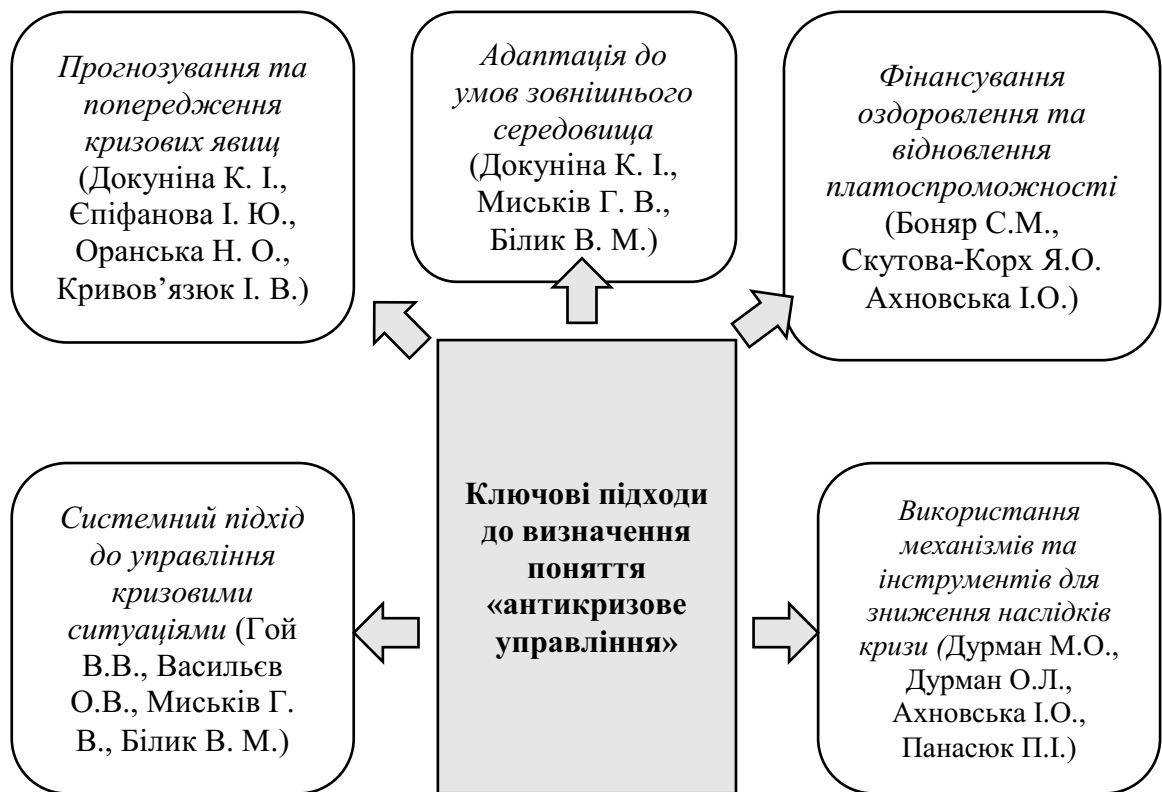 Прогнозування та
попередження
кризових явищ
(Докуніна К. І.,
Єпіфанова І. Ю.,
Оранська Н. О.,
Кривов’язюк І. В.)
Адаптація до
умов зовнішнього
середовища
(Докуніна К. І.,
Миськів Г. В.,
Білик В. М.)
Фінансування
оздоровлення та
відновлення
платоспроможності
(Боняр С.М.,
Скутова-Корх Я.О.
Ахновська І.О.)
Системний підхід
до управління
кризовими
ситуаціями (Гой
В.В., Васильєв
О.В., Миськів Г.
В., Білик В. М.)
Ключові підходи
до визначення
поняття
«антикризове
управління»
Використання
механізмів та
інструментів для
зниження наслідків
кризи (Дурман М.О.,
Дурман О.Л.,
Ахновська І.О.,
Панасюк П.І.)